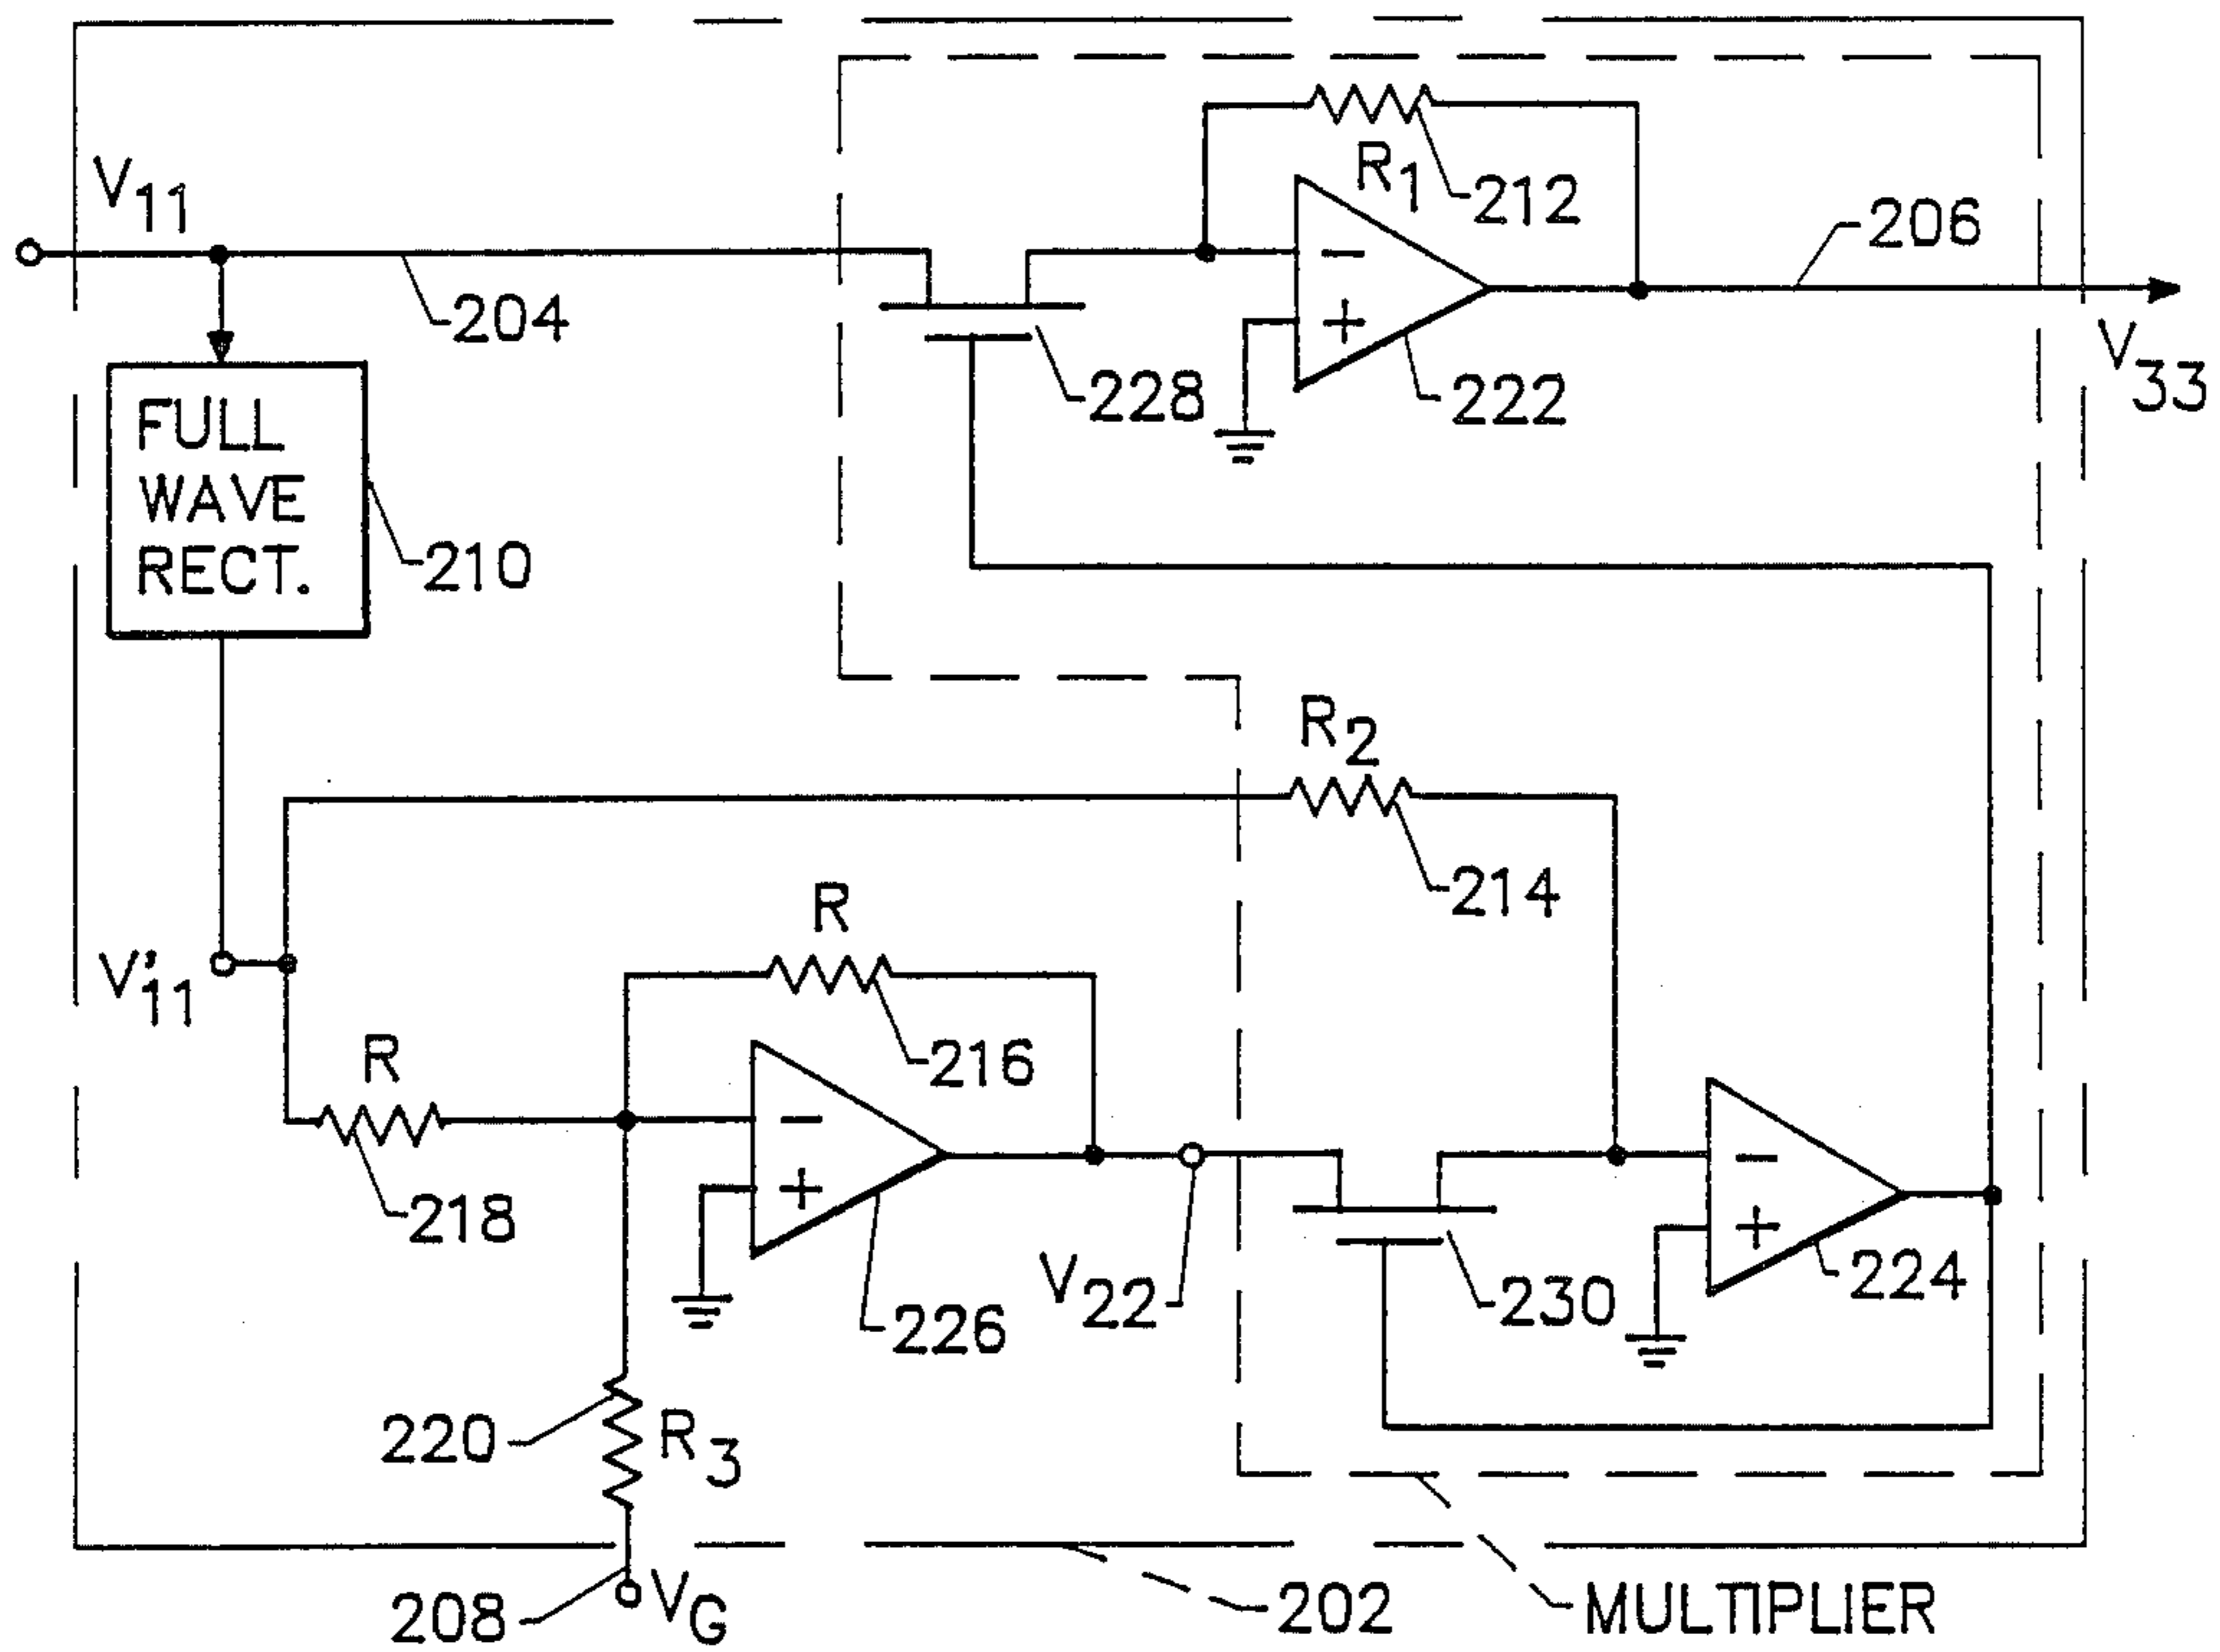 V11
R1
212
206
204
228
222
V33
FULL
WAVE
RECT.
210
R2
214
R
V'11
216
R
218
226
V22
230
224
220
R3
208
VG
202
MULTIPLIER